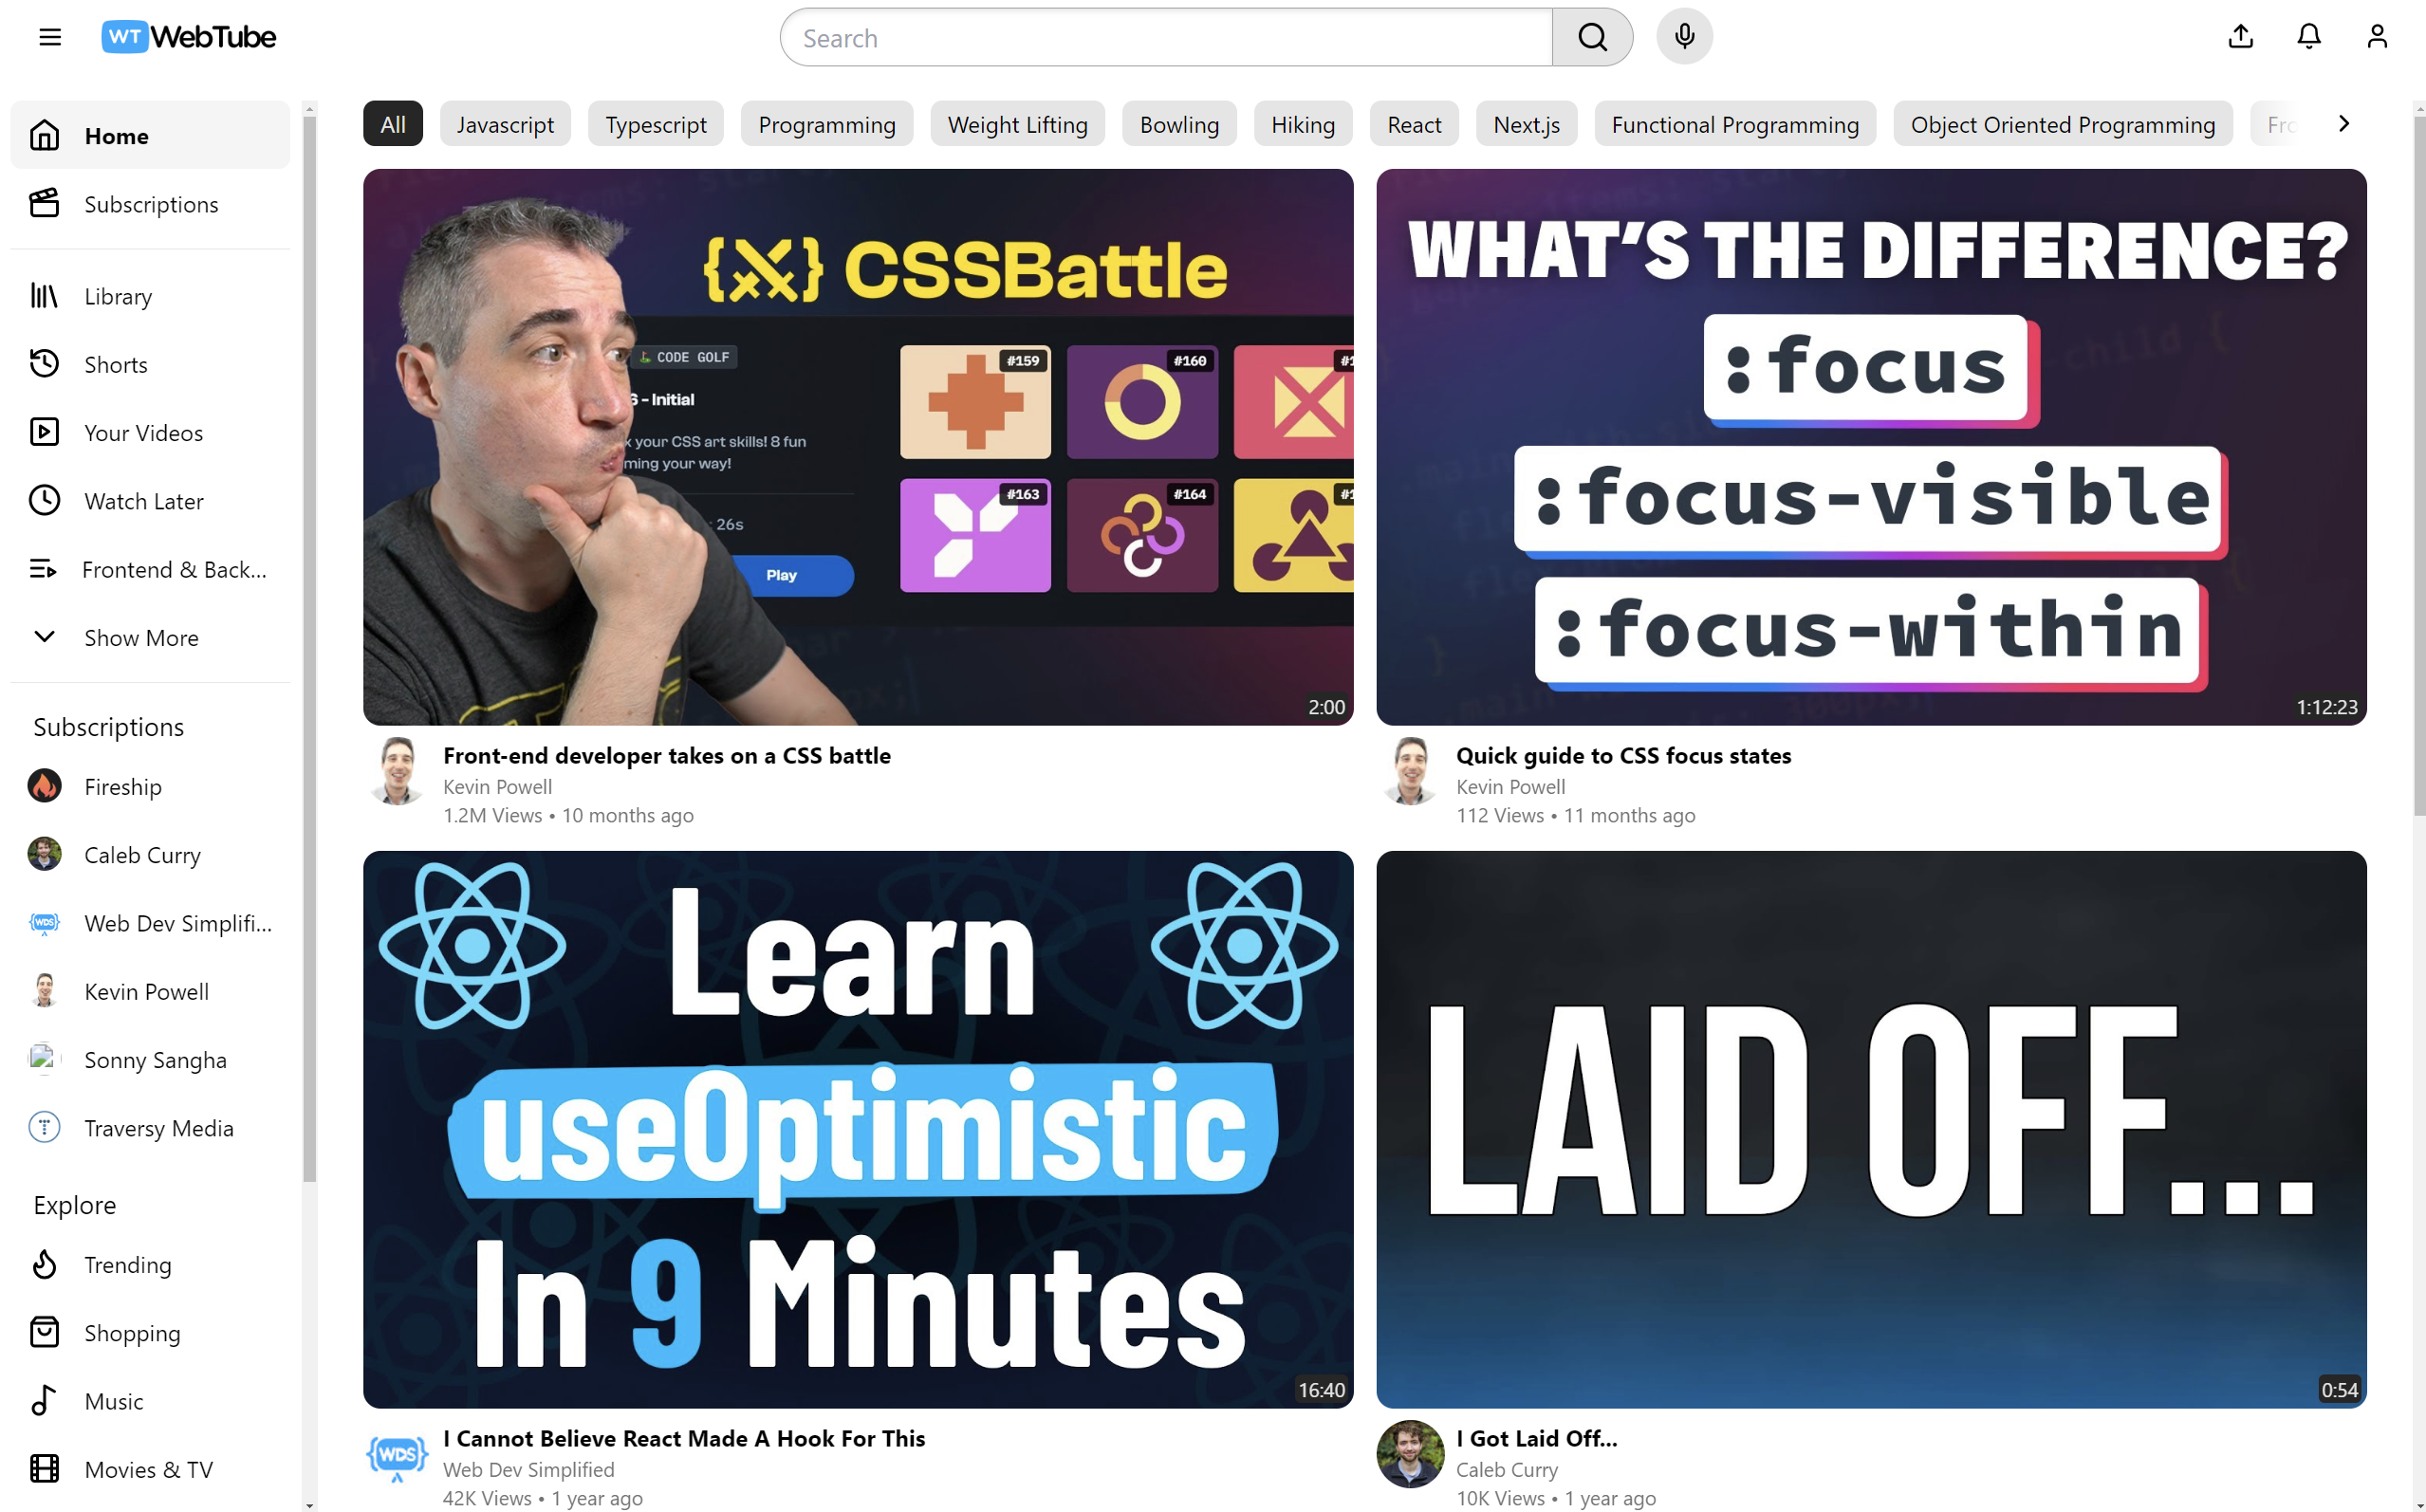 WT WebTube
Search
Home
Subscriptions
Library
Shorts
Your Videos
Watch Later
Frontend & Back...
Show More
Subscriptions
Fireship
Caleb Curry
Web Dev Simplifi...
Kevin Powell
Sonny Sangha
Traversy Media
Explore
Trending
Shopping
Music
Movies & TV
All Javascript Typescript Programming Weight Lifting Bowling Hiking React Next.js Functional Programming Object Oriented Programming
{ } CSSBattle
CODE GOLF
- Initial
your CSS art skills! 8 fun
ming your way!
: 26s
Play
#159 #160
#163 #164
2:00
Front-end developer takes on a CSS battle
Kevin Powell
1.2M Views • 10 months ago
WHAT'S THE DIFFERENCE?
:focus
:focus-visible
:focus-within
1:12:23
Quick guide to CSS focus states
Kevin Powell
112 Views • 11 months ago
Learn
useOptimistic
In 9 Minutes
16:40
{WDS}
I Cannot Believe React Made A Hook For This
Web Dev Simplified
42K Views • 1 year ago
LAID OFF...
0:54
I Got Laid Off...
Caleb Curry
10K Views • 1 year ago